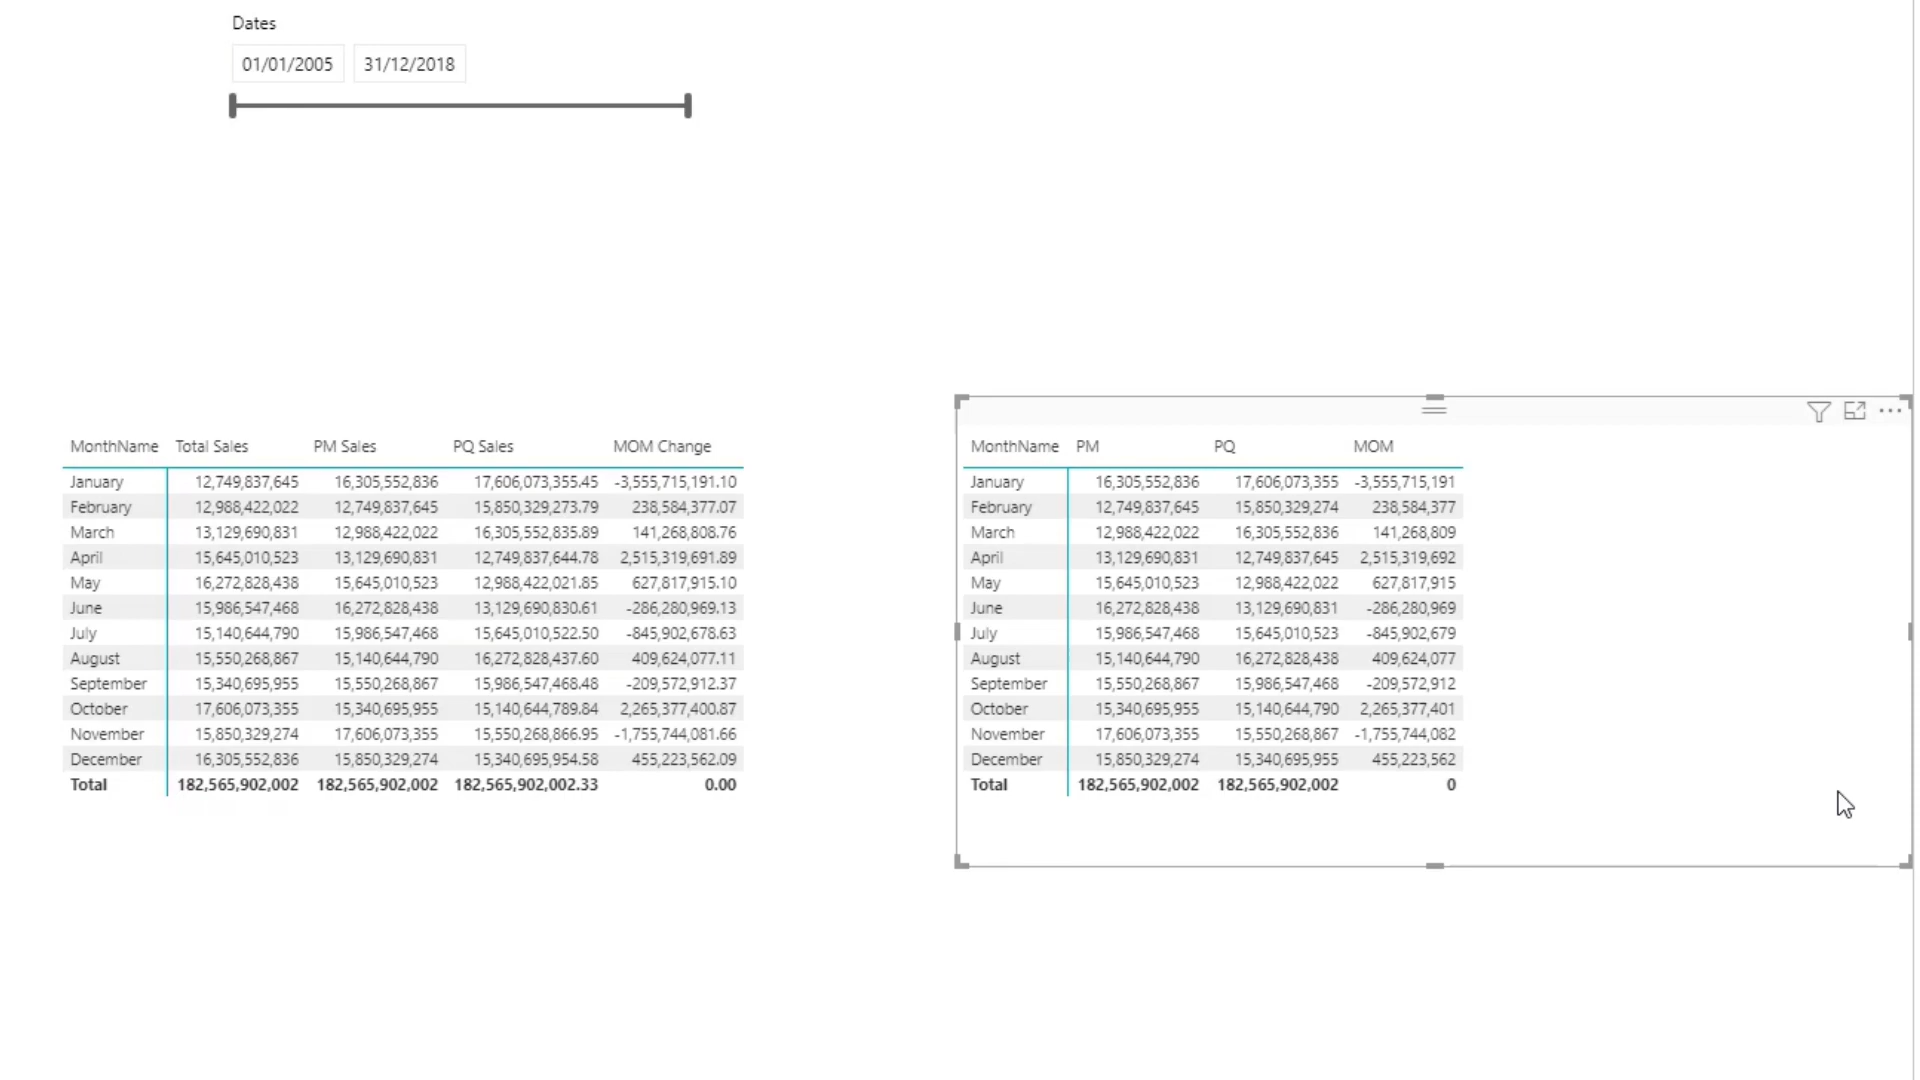 Dates
01/01/2005 31/12/2018
MonthName Total Sales PM Sales PQ Sales MOM Change
January 12,749,837,645 16,305,552,836 17,606,073,355.45 -3,555,715,191.10
February 12,988,422,022 12,749,837,645 15,850,329,273.79 238,584,377.07
March 13,129,690,831 12,988,422,022 16,305,552,835.89 141,268,808.76
April 15,645,010,523 13,129,690,831 12,749,837,644.78 2,515,319,691.89
May 16,272,828,438 15,645,010,523 12,988,422,021.85 627,817,915.10
June 15,986,547,468 16,272,828,438 13,129,690,830.61 -286,280,969.13
July 15,140,644,790 15,986,547,468 15,645,010,522.50 -845,902,678.63
August 15,550,268,867 15,140,644,790 16,272,828,437.60 409,624,077.11
September 15,340,695,955 15,550,268,867 15,986,547,468.48 -209,572,912.37
October 17,606,073,355 15,340,695,955 15,140,644,789.84 2,265,377,400.87
November 15,850,329,274 17,606,073,355 15,550,268,866.95 -1,755,744,081.66
December 16,305,552,836 15,850,329,274 15,340,695,954.58 455,223,562.09
Total 182,565,902,002 182,565,902,002 182,565,902,002.33 0.00
MonthName PM PQ MOM
January 16,305,552,836 17,606,073,355 -3,555,715,191
February 12,749,837,645 15,850,329,274 238,584,377
March 12,988,422,022 16,305,552,836 141,268,809
April 13,129,690,831 12,749,837,645 2,515,319,692
May 15,645,010,523 12,988,422,022 627,817,915
June 16,272,828,438 13,129,690,831 -286,280,969
July 15,986,547,468 15,645,010,523 -845,902,679
August 15,140,644,790 16,272,828,438 409,624,077
September 15,550,268,867 15,986,547,468 -209,572,912
October 15,340,695,955 15,140,644,790 2,265,377,401
November 17,606,073,355 15,550,268,867 -1,755,744,082
December 15,850,329,274 15,340,695,955 455,223,562
Total 182,565,902,002 182,565,902,002 0